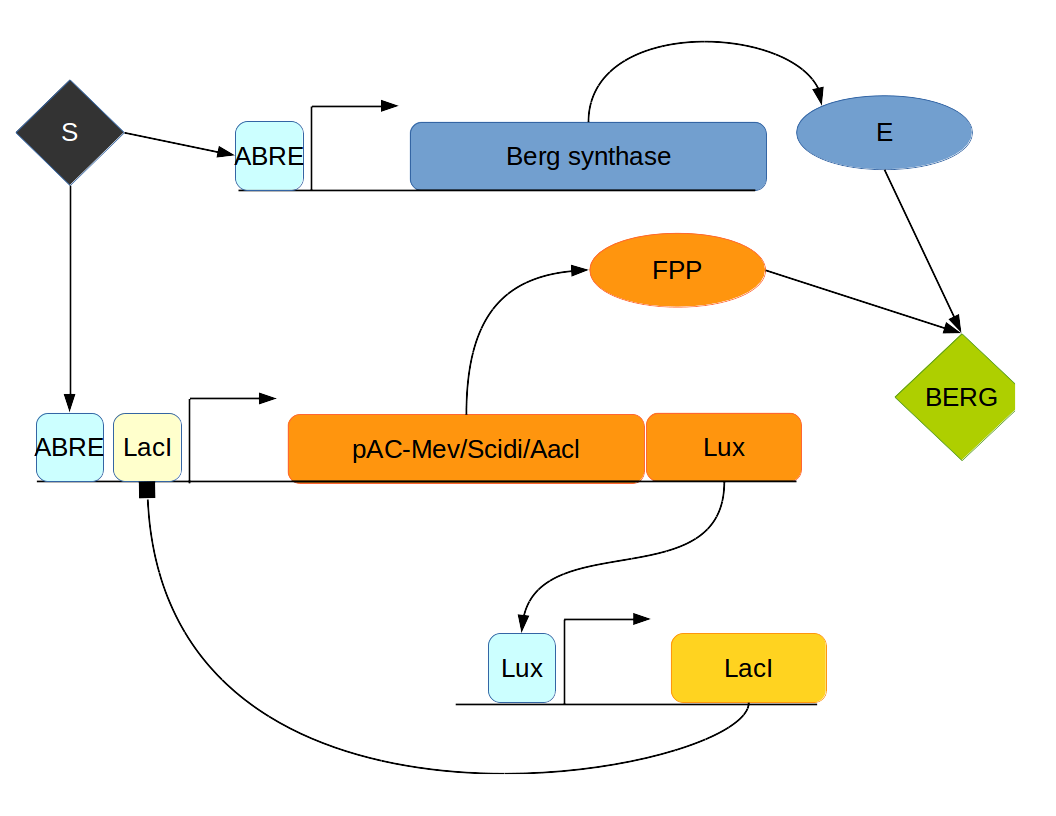 S
ABRE
Berg synthase
E
FPP
BERG
ABRE
LacI
pAC-Mev/Scidi/Aacl
Lux
Lux
LacI